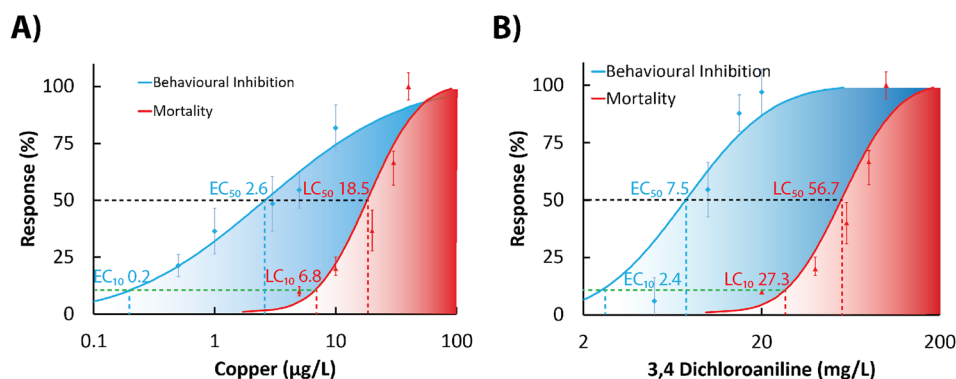 A)
Behavioural Inhibition
Mortality
100
75
50
25
0
Response (%)
EC50 2.6
LC50 18.5
EC10 0.2
LC10 6.8
0.1
1
10
100
Copper (µg/L)
B)
Behavioural Inhibition
Mortality
100
75
50
25
0
Response (%)
EC50 7.5
LC50 56.7
EC10 2.4
LC10 27.3
2
20
200
3,4 Dichloroaniline (mg/L)